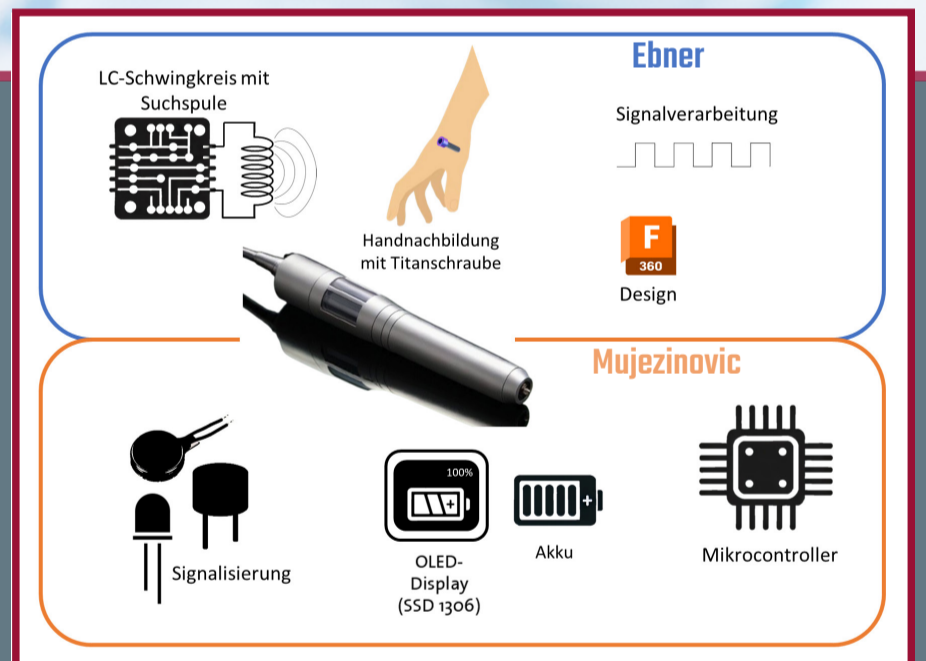 Ebner
LC-Schwingkreis mit
Suchspule
Signalverarbeitung
Handnachbildung
mit Titanschraube
F
360
Design
Mujezinovic
100%
Signalisierung
OLED-
Display
(SSD 1306)
Akku
Mikrocontroller